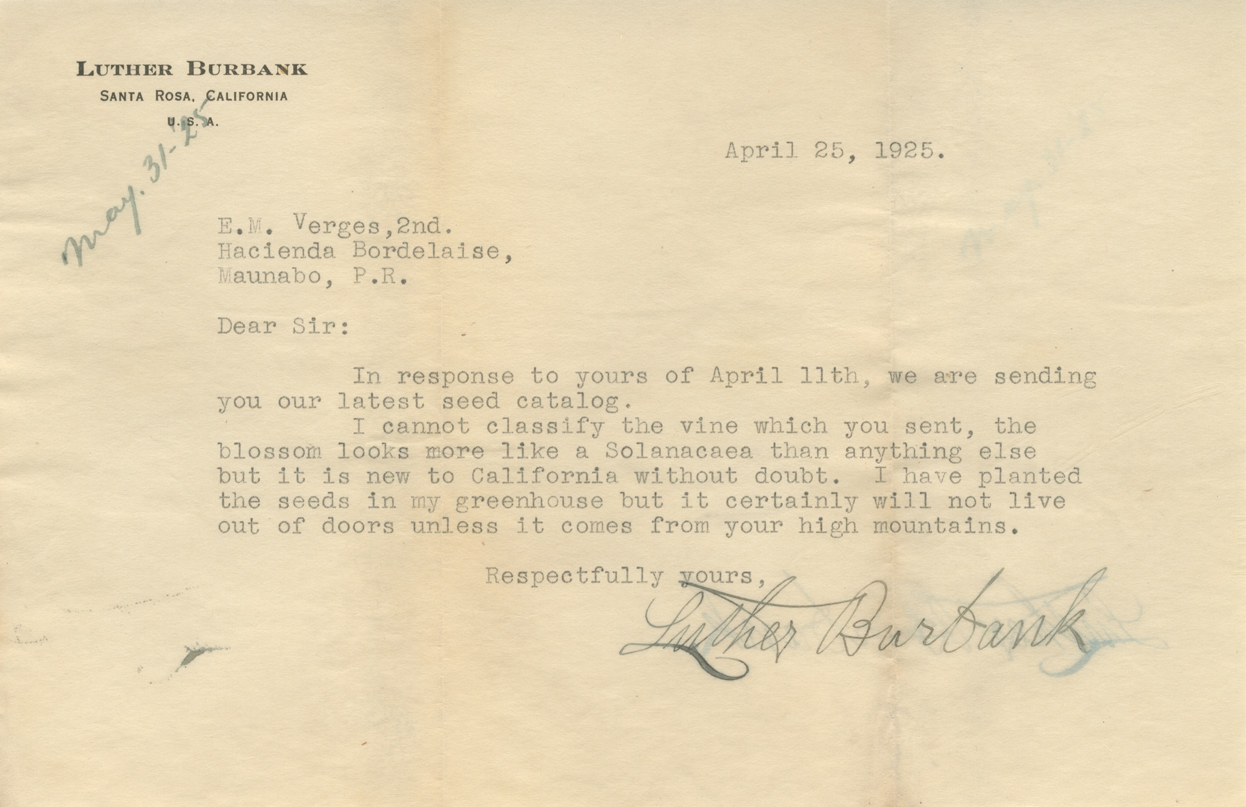 LUTHER BURBANK
SANTA ROSA, CALIFORNIA
U.S.A.
May. 31-'25
April 25, 1925.
E.M. Verges,2nd.
Hacienda Bordelaise,
Maunabo, P.R.
Dear Sir:
In response to yours of April 11th, we are sending
you our latest seed catalog.
I cannot classify the vine which you sent, the
blossom looks more like a Solanacaea than anything else
but it is new to California without doubt. I have planted
the seeds in my greenhouse but it certainly will not live
out of doors unless it comes from your high mountains.
Respectfully yours,
Luther Burbank